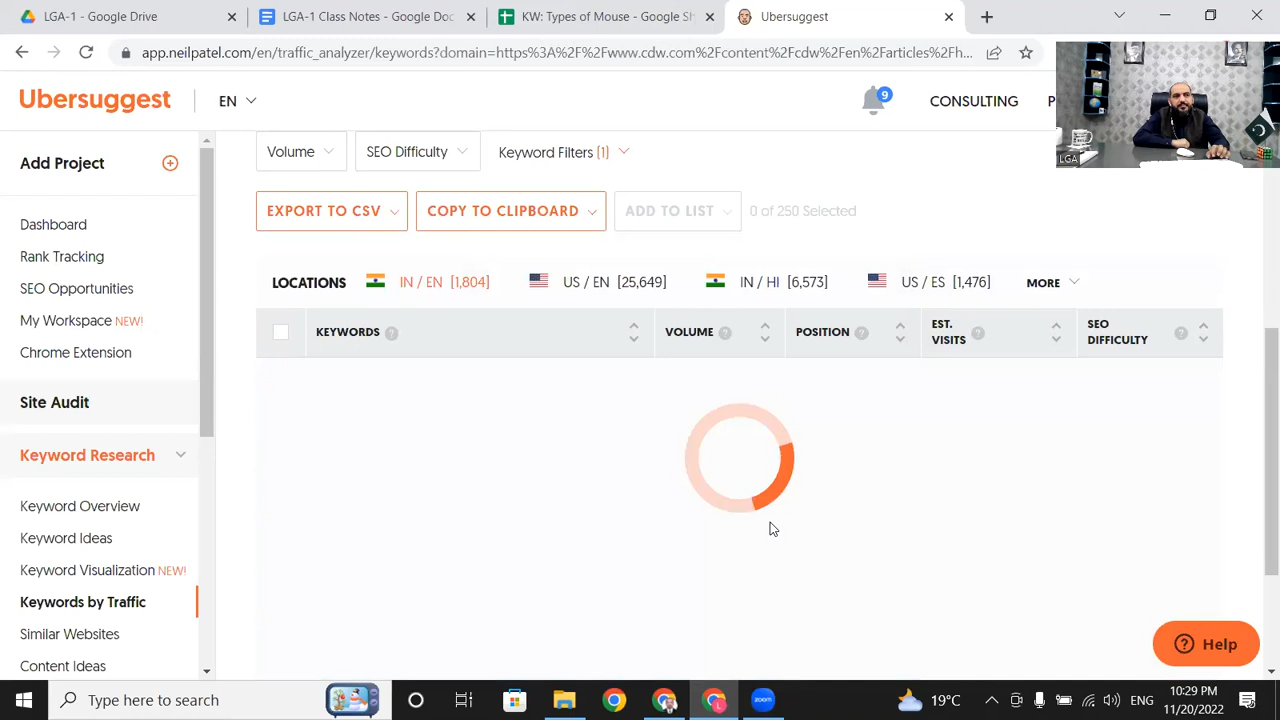 LGA-1 - Google Drive
LGA-1 Class Notes - Google Doc
KW: Types of Mouse - Google S
Ubersuggest
app.neilpatel.com/en/traffic_analyzer/keywords?domain=https%3A%2F%2Fwww.cdw.com%2Fcontent%2Fcdw%2Fen%2Farticles%2Fh...
Ubersuggest
EN
9
CONSULTING
LGA
Add Project
Dashboard
Rank Tracking
SEO Opportunities
My Workspace NEW!
Chrome Extension
Site Audit
Keyword Research
Keyword Overview
Keyword Ideas
Keyword Visualization NEW!
Keywords by Traffic
Similar Websites
Content Ideas
Volume
SEO Difficulty
Keyword Filters (1)
EXPORT TO CSV
COPY TO CLIPBOARD
ADD TO LIST
0 of 250 Selected
LOCATIONS
IN / EN [1,804]
US / EN [25,649]
IN / HI [6,573]
US / ES [1,476]
MORE
KEYWORDS ?
VOLUME ?
POSITION ?
EST. VISITS ?
SEO DIFFICULTY ?
? Help
Type here to search
zoom
19°C
ENG
10:29 PM
11/20/2022